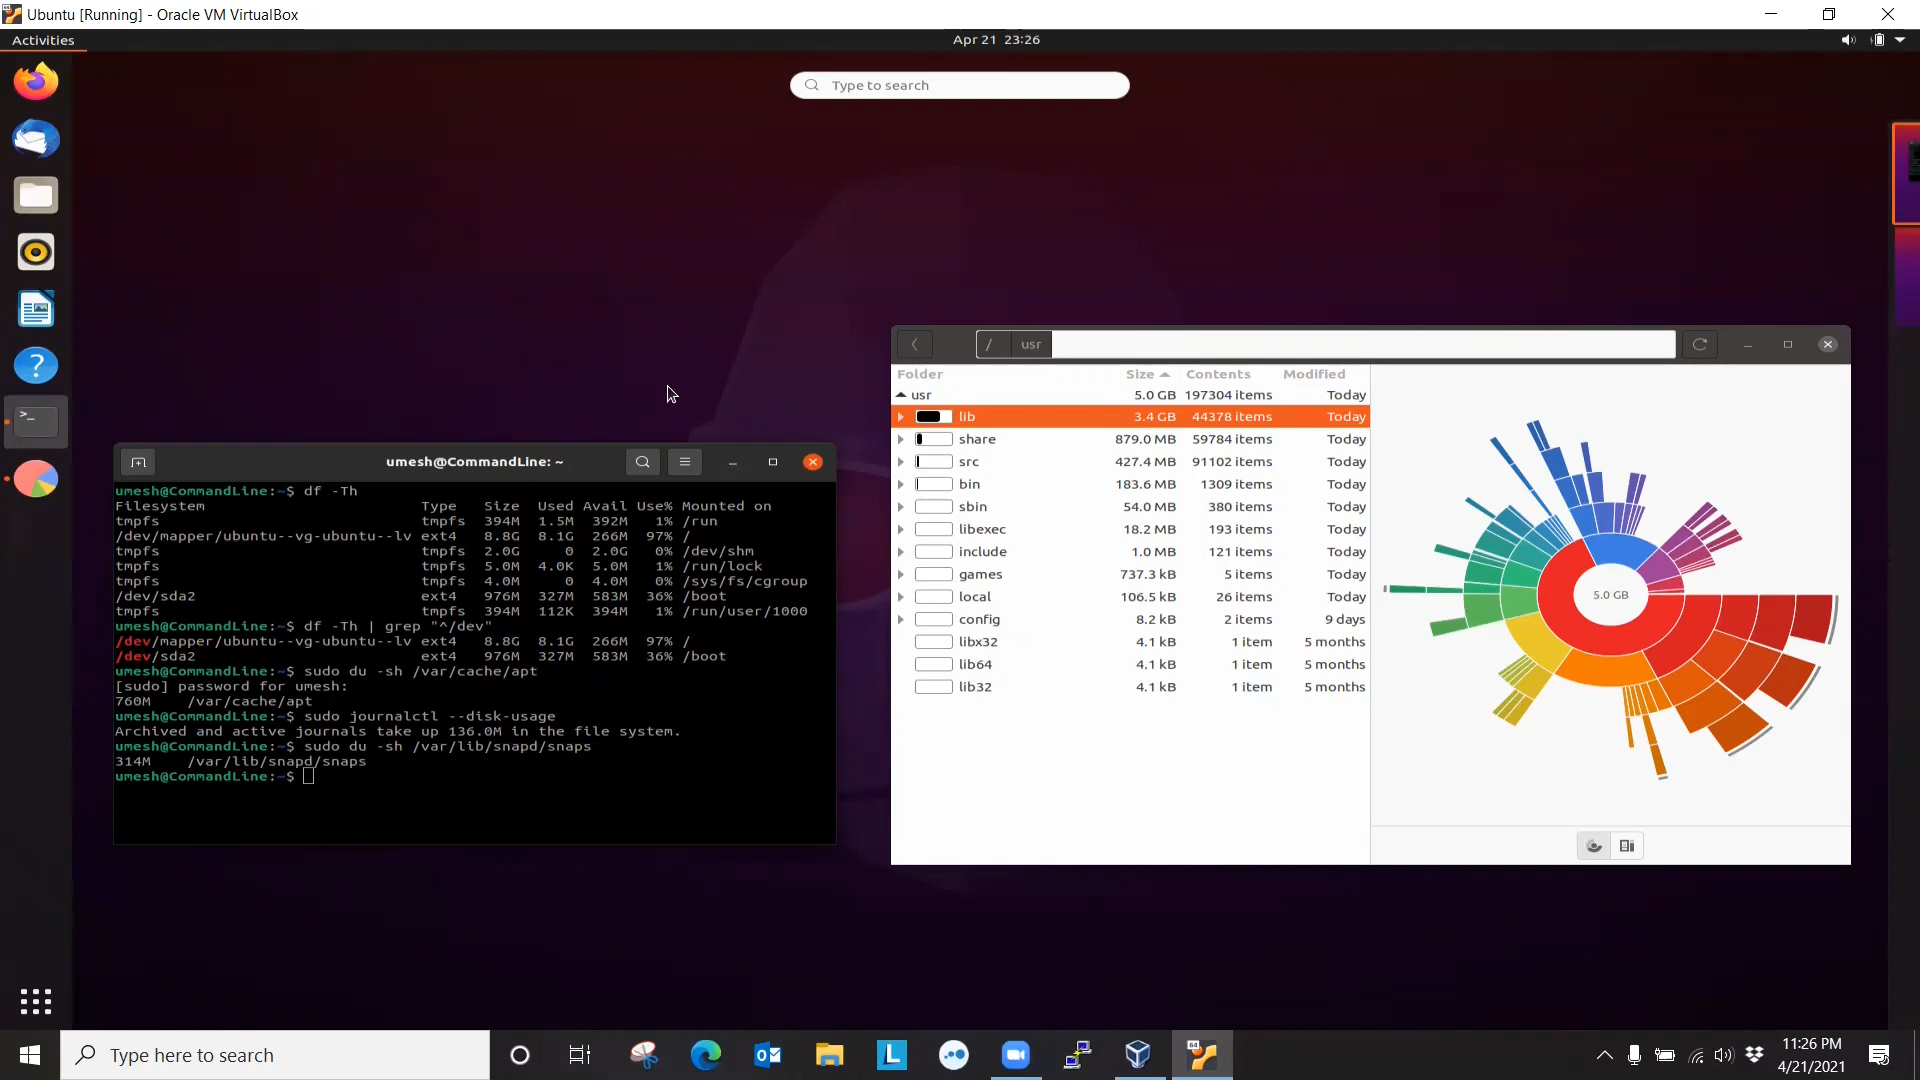 Ubuntu [Running] - Oracle VM VirtualBox
Activities
Apr 21 23:26
Type to search
/ usr
Folder Size Contents Modified
usr 5.0 GB 197304 items Today
lib 3.4 GB 44378 items Today
share 879.0 MB 59784 items Today
src 427.4 MB 91102 items Today
bin 183.6 MB 1309 items Today
sbin 54.0 MB 380 items Today
libexec 18.2 MB 193 items Today
include 1.0 MB 121 items Today
games 737.3 kB 5 items Today
local 106.5 kB 26 items Today
config 8.2 kB 2 items 9 days
libx32 4.1 kB 1 item 5 months
lib64 4.1 kB 1 item 5 months
lib32 4.1 kB 1 item 5 months
5.0 GB
umesh@CommandLine: ~
umesh@CommandLine:~$ df -Th
Filesystem Type Size Used Avail Use% Mounted on
tmpfs tmpfs 394M 1.5M 392M 1% /run
/dev/mapper/ubuntu--vg-ubuntu--lv ext4 8.8G 8.1G 266M 97% /
tmpfs tmpfs 2.0G 0 2.0G 0% /dev/shm
tmpfs tmpfs 5.0M 4.0K 5.0M 1% /run/lock
tmpfs tmpfs 4.0M 0 4.0M 0% /sys/fs/cgroup
/dev/sda2 ext4 976M 327M 583M 36% /boot
tmpfs tmpfs 394M 112K 394M 1% /run/user/1000
umesh@CommandLine:~$ df -Th | grep "^/dev"
/dev/mapper/ubuntu--vg-ubuntu--lv ext4 8.8G 8.1G 266M 97% /
/dev/sda2 ext4 976M 327M 583M 36% /boot
umesh@CommandLine:~$ sudo du -sh /var/cache/apt
[sudo] password for umesh:
760M /var/cache/apt
umesh@CommandLine:~$ sudo journalctl --disk-usage
Archived and active journals take up 136.0M in the file system.
umesh@CommandLine:~$ sudo du -sh /var/lib/snapd/snaps
314M /var/lib/snapd/snaps
umesh@CommandLine:~$
Type here to search
L
64
11:26 PM
4/21/2021